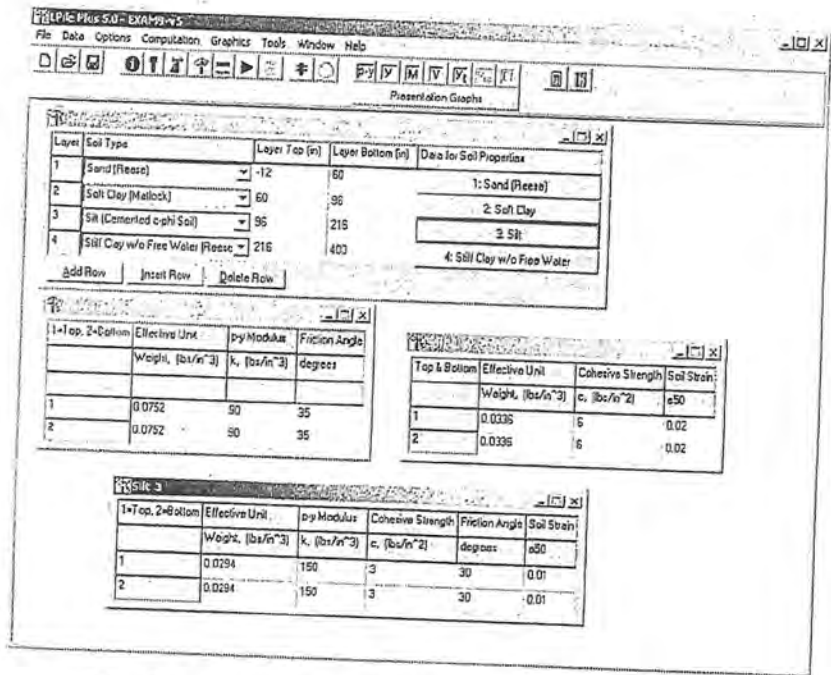 LPile Plus 5.0 -
File Data Options Computation Graphics Tools Window Help
p-y y M V
Presentation Graphs
Layer Soil Type Layer Top (in) Layer Bottom (in) Data for Soil Properties
1 Sand (Reese) -12 60 1: Sand (Reese)
2 Soft Clay (Matlock) 60 96 2: Soft Clay
3 Silt (Cemented c-phi Soil) 96 216 3: Silt
4 Stiff Clay w/o Free Water (Reese 216 400 4: Stiff Clay w/o Free Water
Add Row Insert Row Delete Row
1=Top, 2=Bottom Effective Unit p-y Modulus Friction Angle
Weight, (lbs/in^3) k, (lbs/in^3) degrees
1 0.0752 90 35
2 0.0752 90 35
Top & Bottom Effective Unit Cohesive Strength Soil Strain
Weight, (lbs/in^3) c, (lbs/in^2) e50
1 0.0336 6 0.02
2 0.0336 6 0.02
Silt 3
1=Top, 2=Bottom Effective Unit p-y Modulus Cohesive Strength Friction Angle Soil Strain
Weight, (lbs/in^3) k, (lbs/in^3) c, (lbs/in^2) degrees e50
1 0.0294 150 3 30 0.01
2 0.0294 150 3 30 0.01